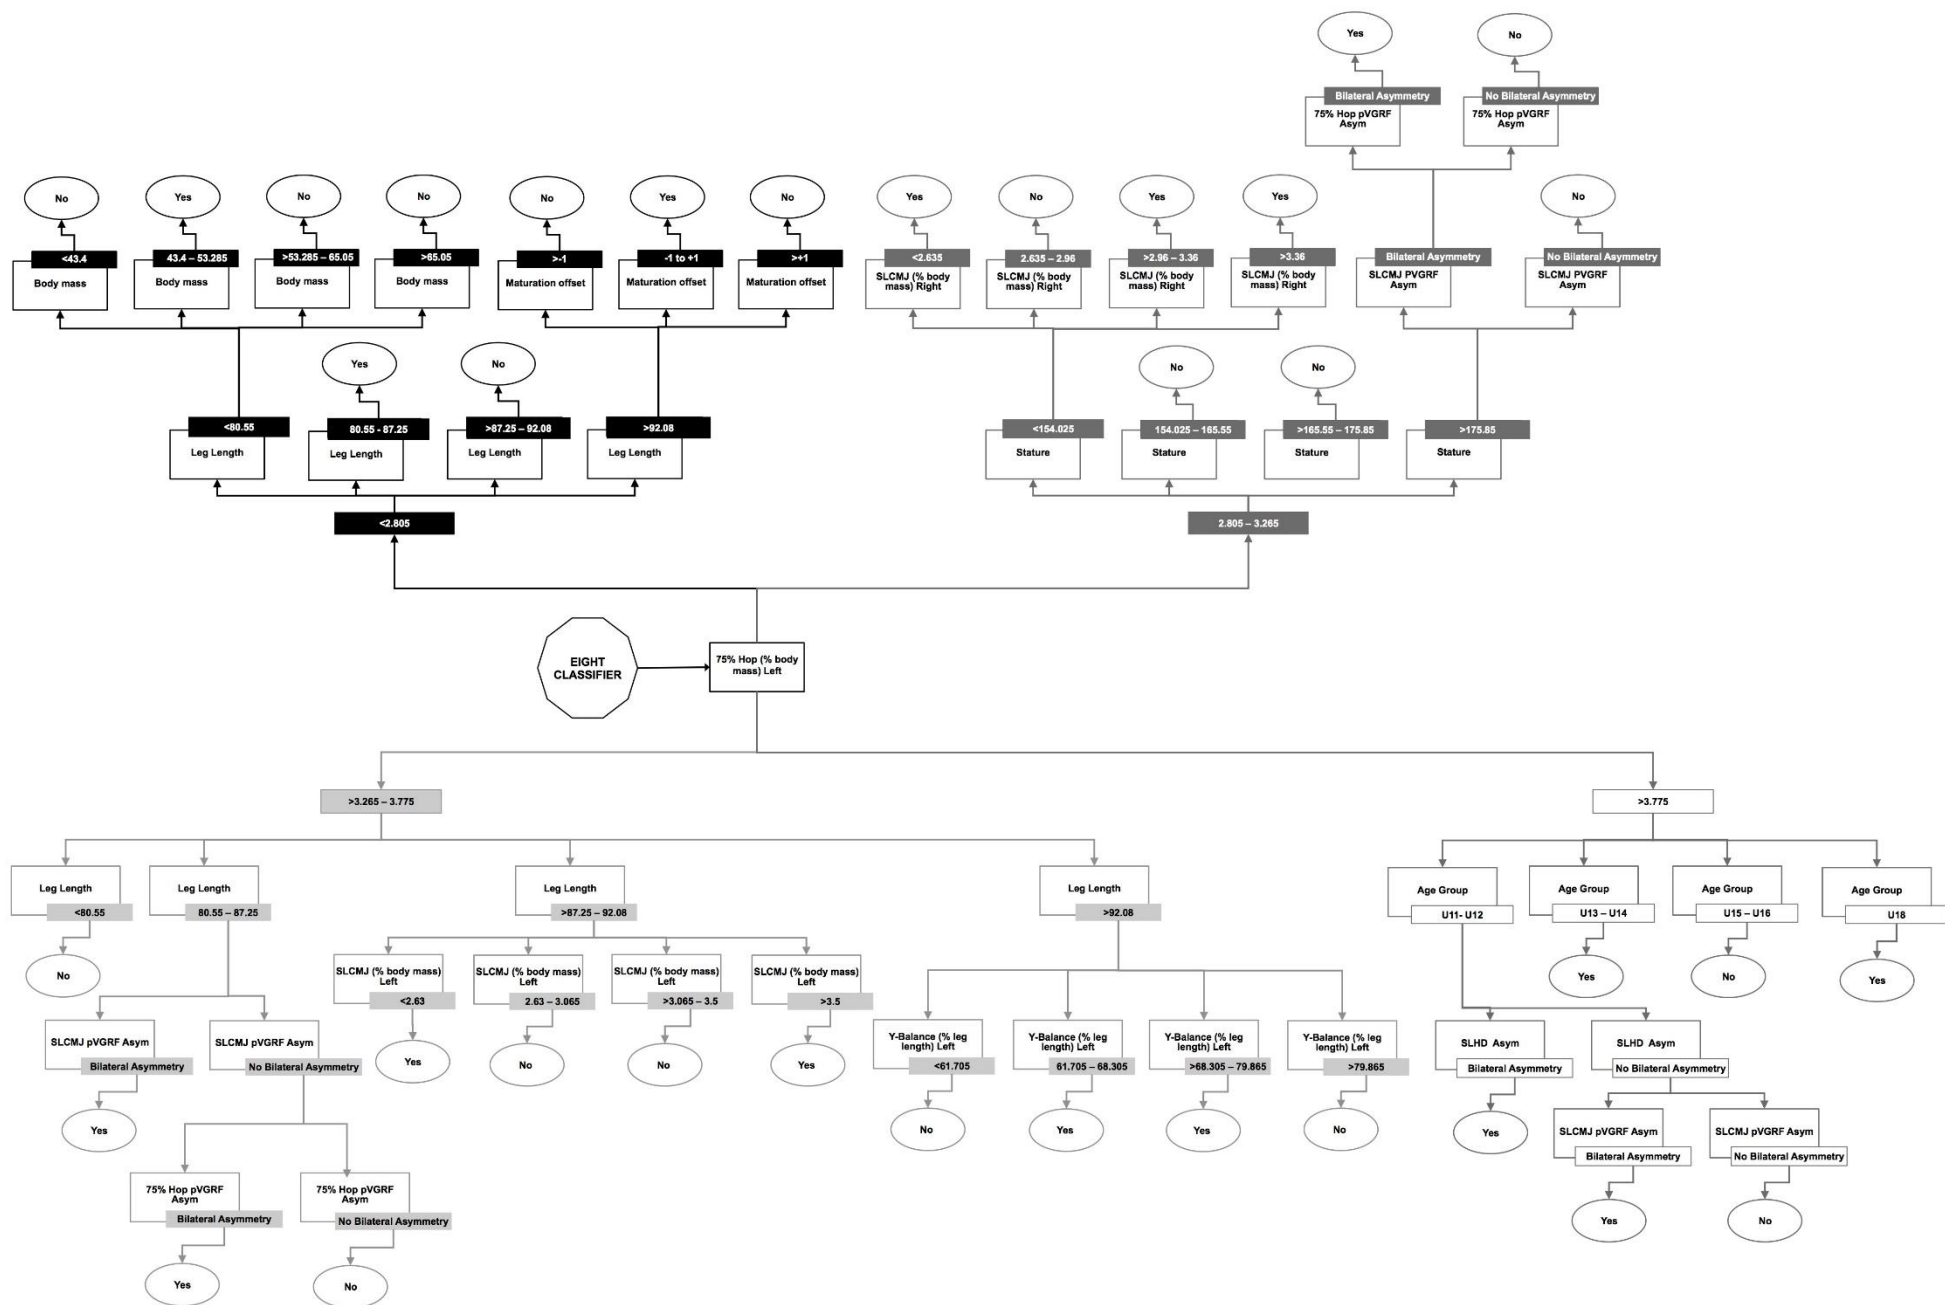 Yes
No
Bilateral Asymmetry
No Bilateral Asymmetry
75% Hop pVGRF
Asym
75% Hop pVGRF
Asym
No
Yes
No
No
No
Yes
No
Yes
No
Yes
Yes
No
<43.4
43.4 – 53.285
>53.285 – 65.05
>65.05
>-1
-1 to +1
>+1
<2.635
2.635 – 2.96
>2.96 – 3.36
>3.36
Bilateral Asymmetry
No Bilateral Asymmetry
Body mass
Body mass
Body mass
Body mass
Maturation offset
Maturation offset
Maturation offset
SLCMJ (% body
mass) Right
SLCMJ (% body
mass) Right
SLCMJ (% body
mass) Right
SLCMJ (% body
mass) Right
SLCMJ PVGRF
Asym
SLCMJ PVGRF
Asym
Yes
No
No
No
<80.55
80.55 - 87.25
>87.25 – 92.08
>92.08
<154.025
154.025 – 165.55
>165.55 – 175.85
>175.85
Leg Length
Leg Length
Leg Length
Leg Length
Stature
Stature
Stature
Stature
<2.805
2.805 – 3.265
EIGHT
CLASSIFIER
75% Hop (% body
mass) Left
>3.265 – 3.775
>3.775
Leg Length
<80.55
Leg Length
80.55 – 87.25
Leg Length
>87.25 – 92.08
Leg Length
>92.08
Age Group
U11- U12
Age Group
U13 – U14
Age Group
U15 – U16
Age Group
U18
No
SLCMJ (% body mass)
Left
<2.63
SLCMJ (% body mass)
Left
2.63 – 3.065
SLCMJ (% body mass)
Left
>3.065 – 3.5
SLCMJ (% body mass)
Left
>3.5
Yes
No
Yes
SLCMJ pVGRF Asym
Bilateral Asymmetry
SLCMJ pVGRF Asym
No Bilateral Asymmetry
Yes
No
No
Yes
Y-Balance (% leg
length) Left
<61.705
Y-Balance (% leg
length) Left
61.705 – 68.305
Y-Balance (% leg
length) Left
>68.305 – 79.865
Y-Balance (% leg
length) Left
>79.865
SLHD Asym
Bilateral Asymmetry
SLHD Asym
No Bilateral Asymmetry
Yes
No
Yes
Yes
No
Yes
SLCMJ pVGRF Asym
Bilateral Asymmetry
SLCMJ pVGRF Asym
No Bilateral Asymmetry
75% Hop pVGRF
Asym
Bilateral Asymmetry
75% Hop pVGRF
Asym
No Bilateral Asymmetry
Yes
No
Yes
No